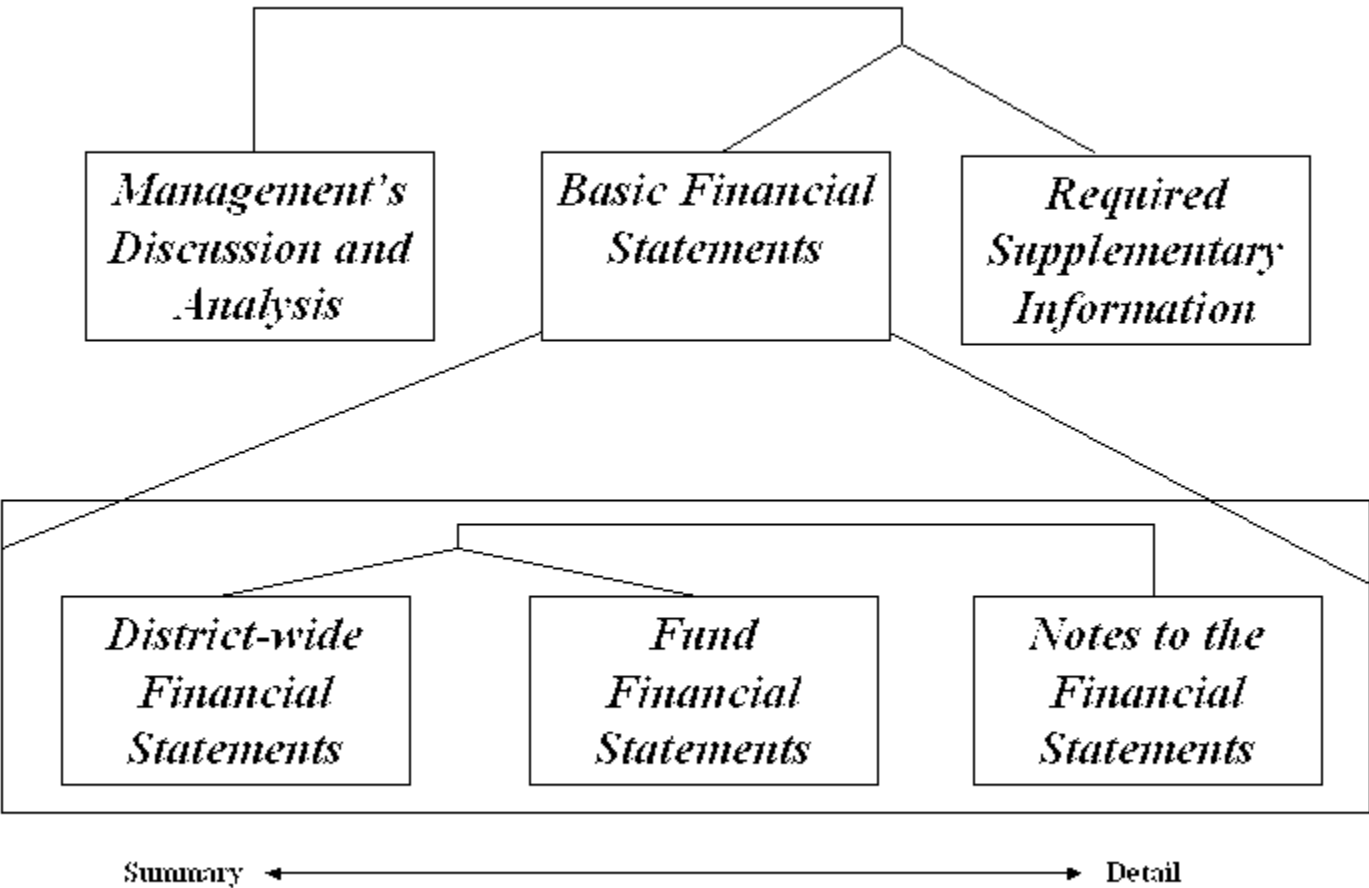 Management's
Discussion and
Analysis
Basic Financial
Statements
Required
Supplementary
Information
District-wide
Financial
Statements
Fund
Financial
Statements
Notes to the
Financial
Statements
Summary
Detail